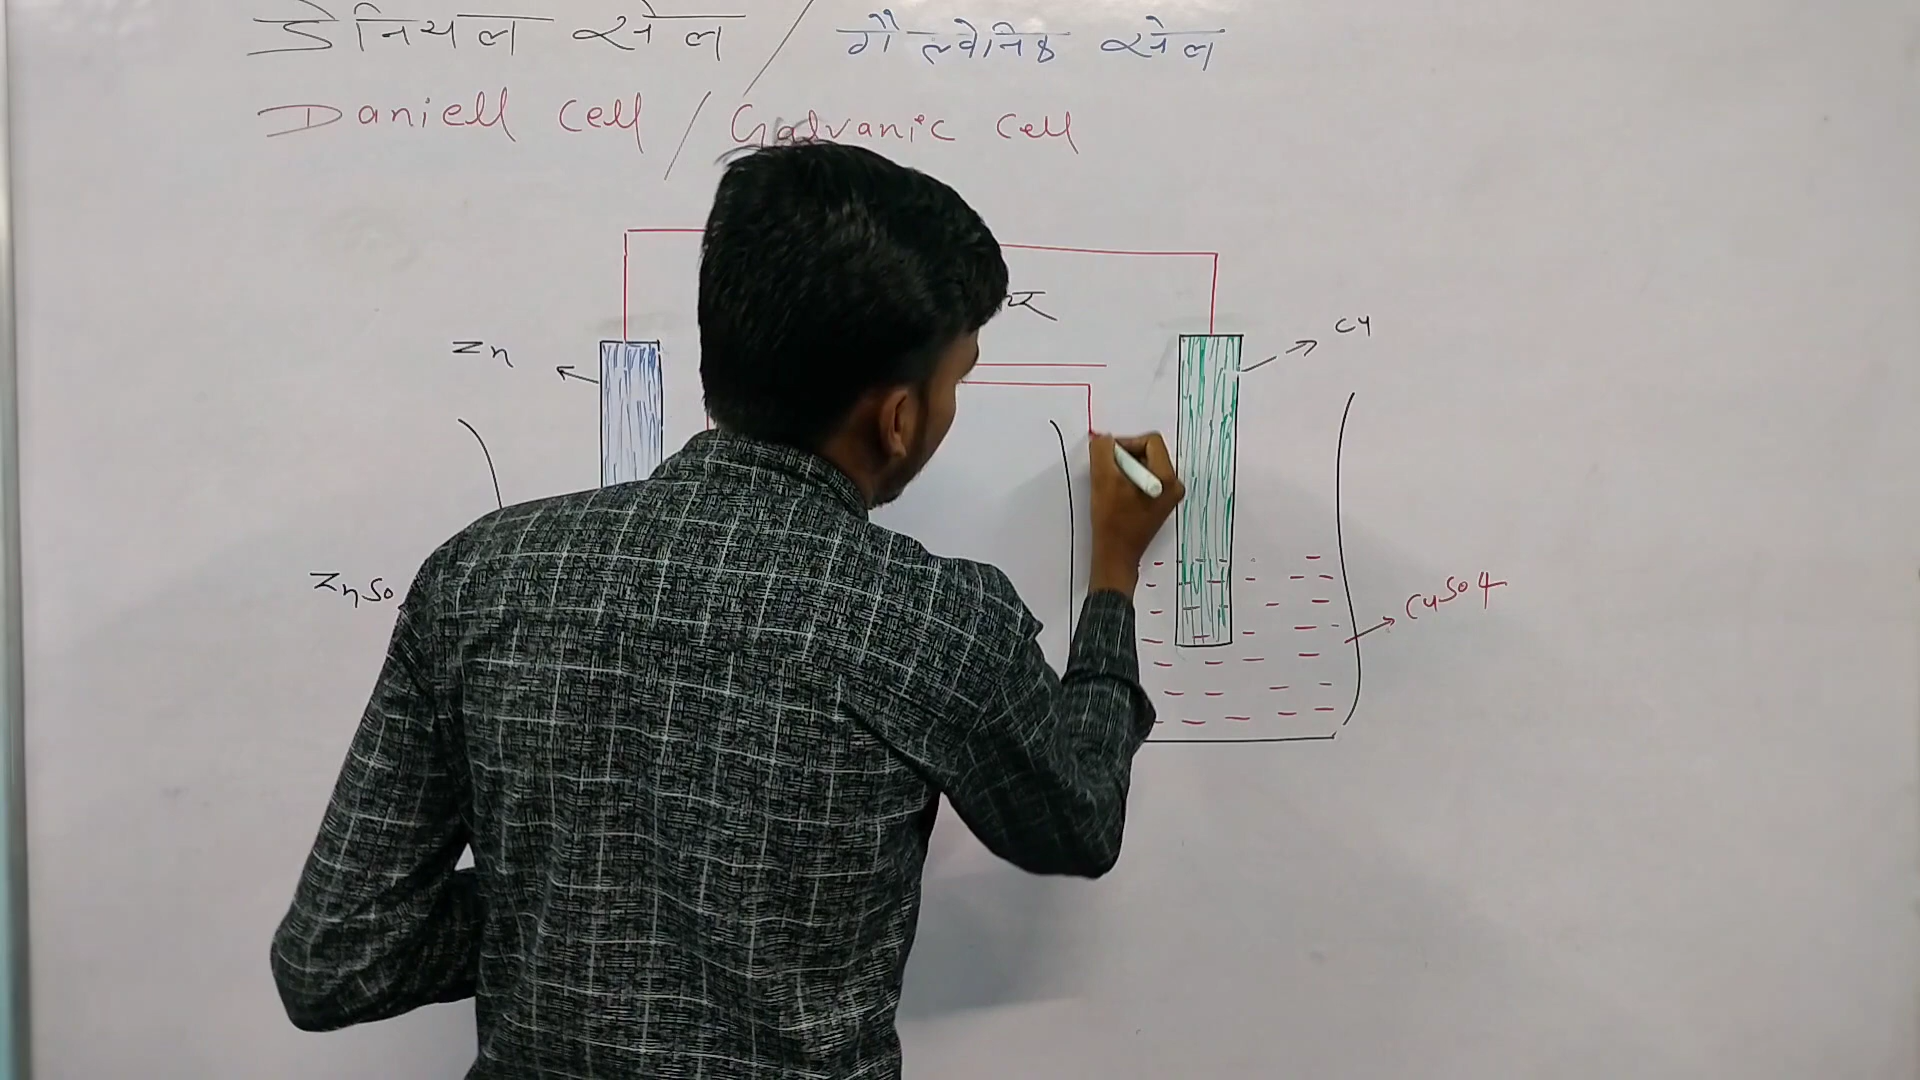 डेनियल सेल / गैल्वेनिक सेल
Daniell Cell / Galvanic Cell
Zn
Cu
ZnSo
CuSo4